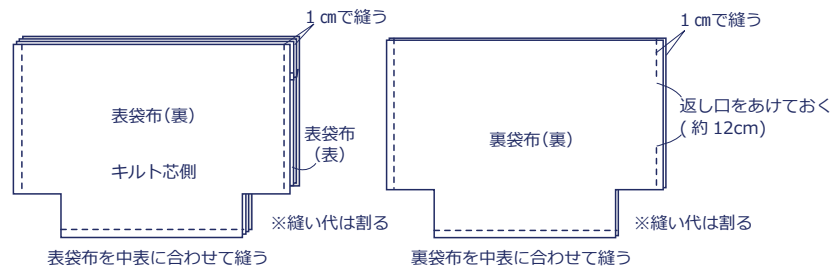 1 ㎝で縫う
表袋布(裏)
表袋布
(表)
キルト芯側
※縫い代は割る
表袋布を中表に合わせて縫う
1 ㎝で縫う
返し口をあけておく
( 約 12cm)
裏袋布(裏)
※縫い代は割る
裏袋布を中表に合わせて縫う